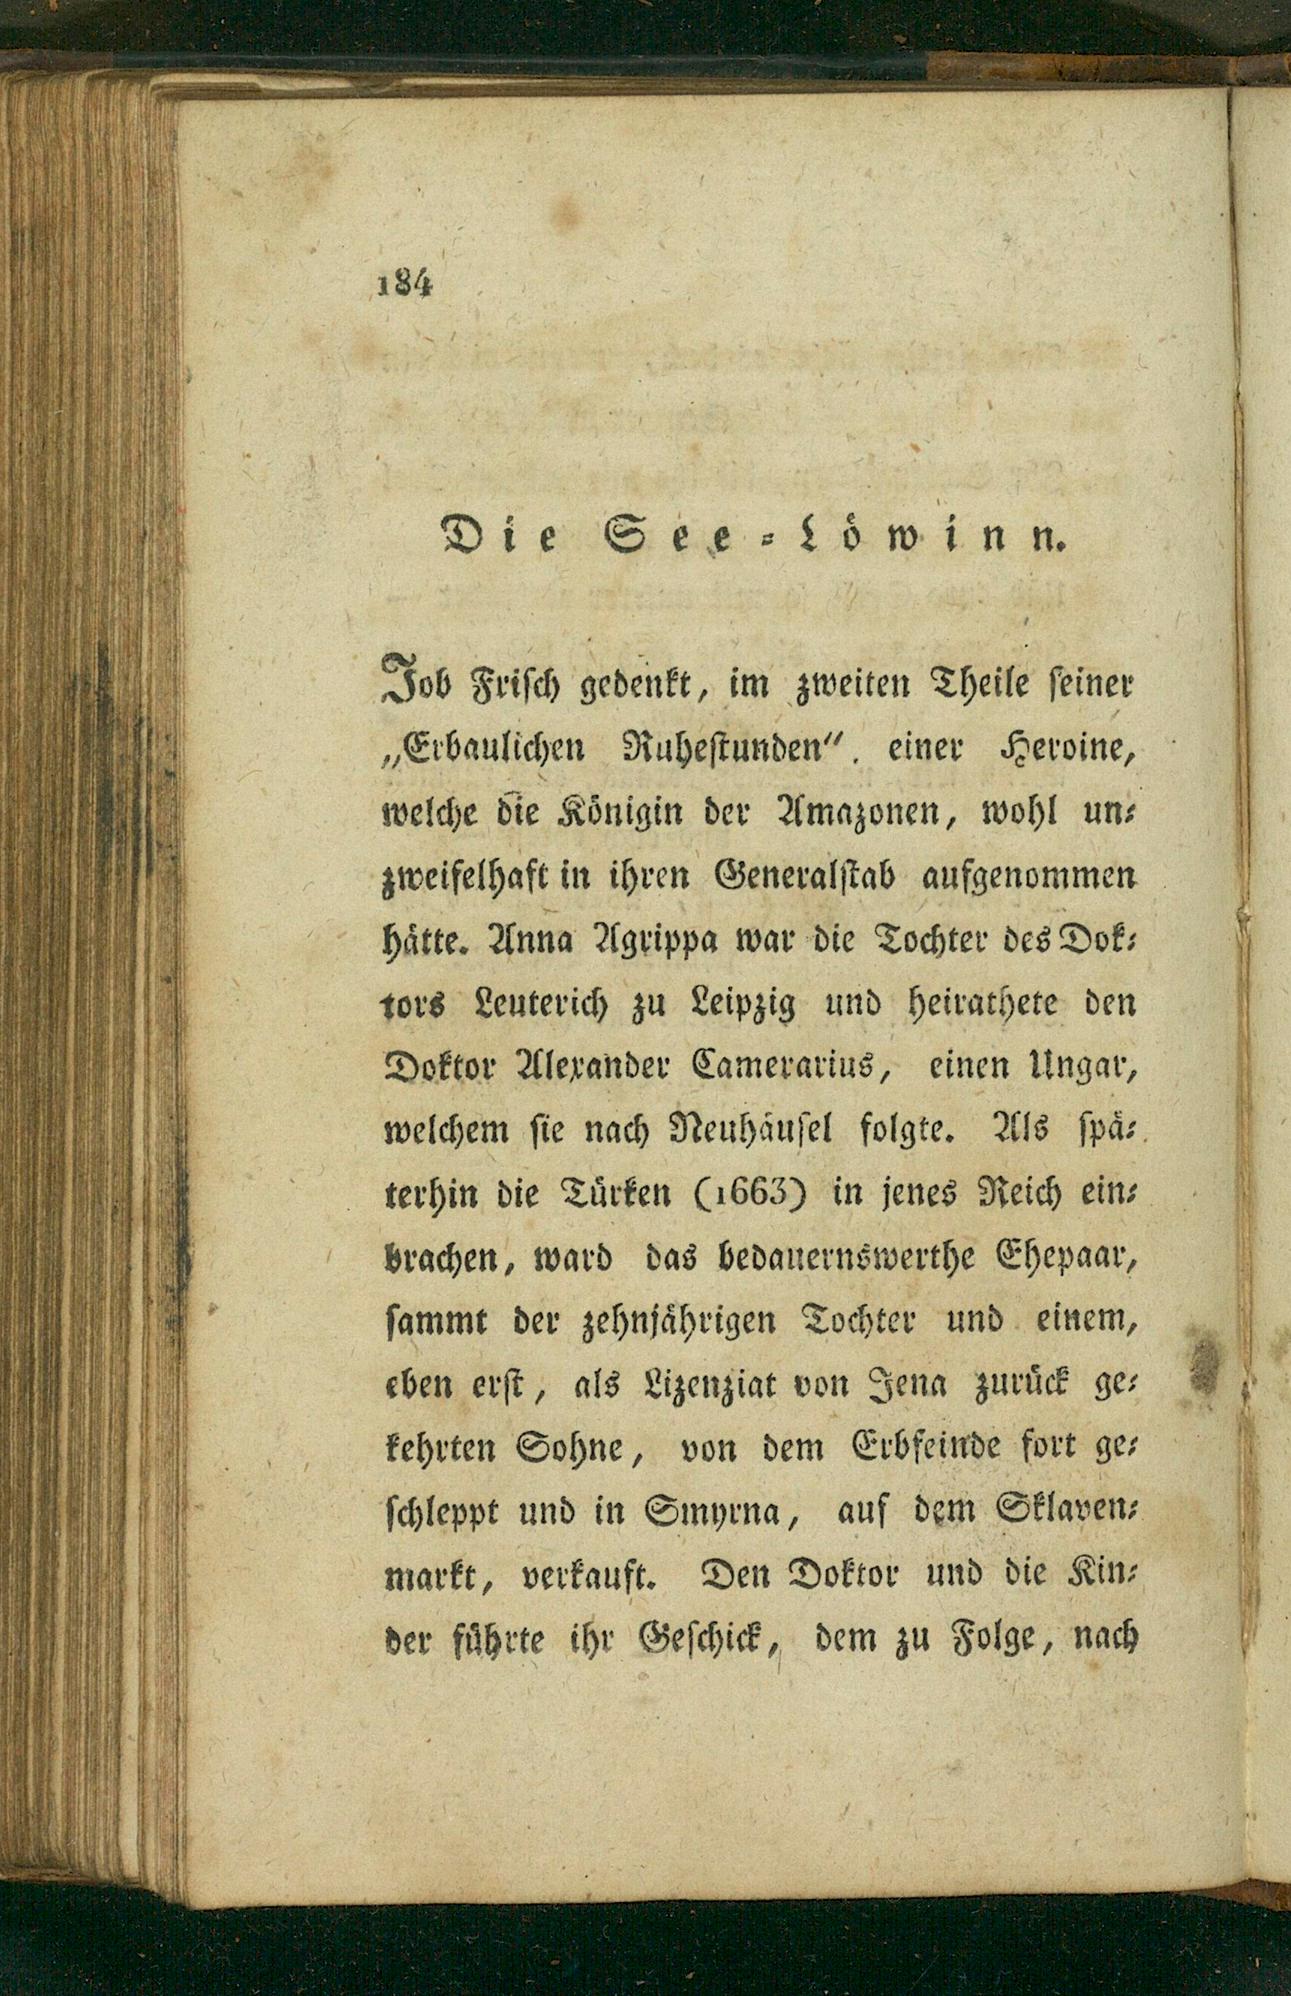 184
Die See-Löwinn.
Job Frisch gedenkt, im zweiten Theile seiner
„Erbaulichen Ruhestunden“ einer Heroine,
welche die Königin der Amazonen, wohl un-
zweifelhaft in ihren Generalstab aufgenommen
hätte. Anna Agrippa war die Tochter des Dok-
tors Leuterich zu Leipzig und heirathete den
Doktor Alexander Camerarius, einen Ungar,
welchem sie nach Neuhäusel folgte. Als spä-
terhin die Türken (1663) in jenes Reich ein-
brachen, ward das bedauernswerthe Ehepaar,
sammt der zehnjährigen Tochter und einem,
eben erst, als Lizenziat von Jena zurück ge-
kehrten Sohne, von dem Erbfeinde fort ge-
schleppt und in Smyrna, auf dem Sklaven-
markt, verkauft. Den Doktor und die Kin-
der führte ihr Geschick, dem zu Folge, nach